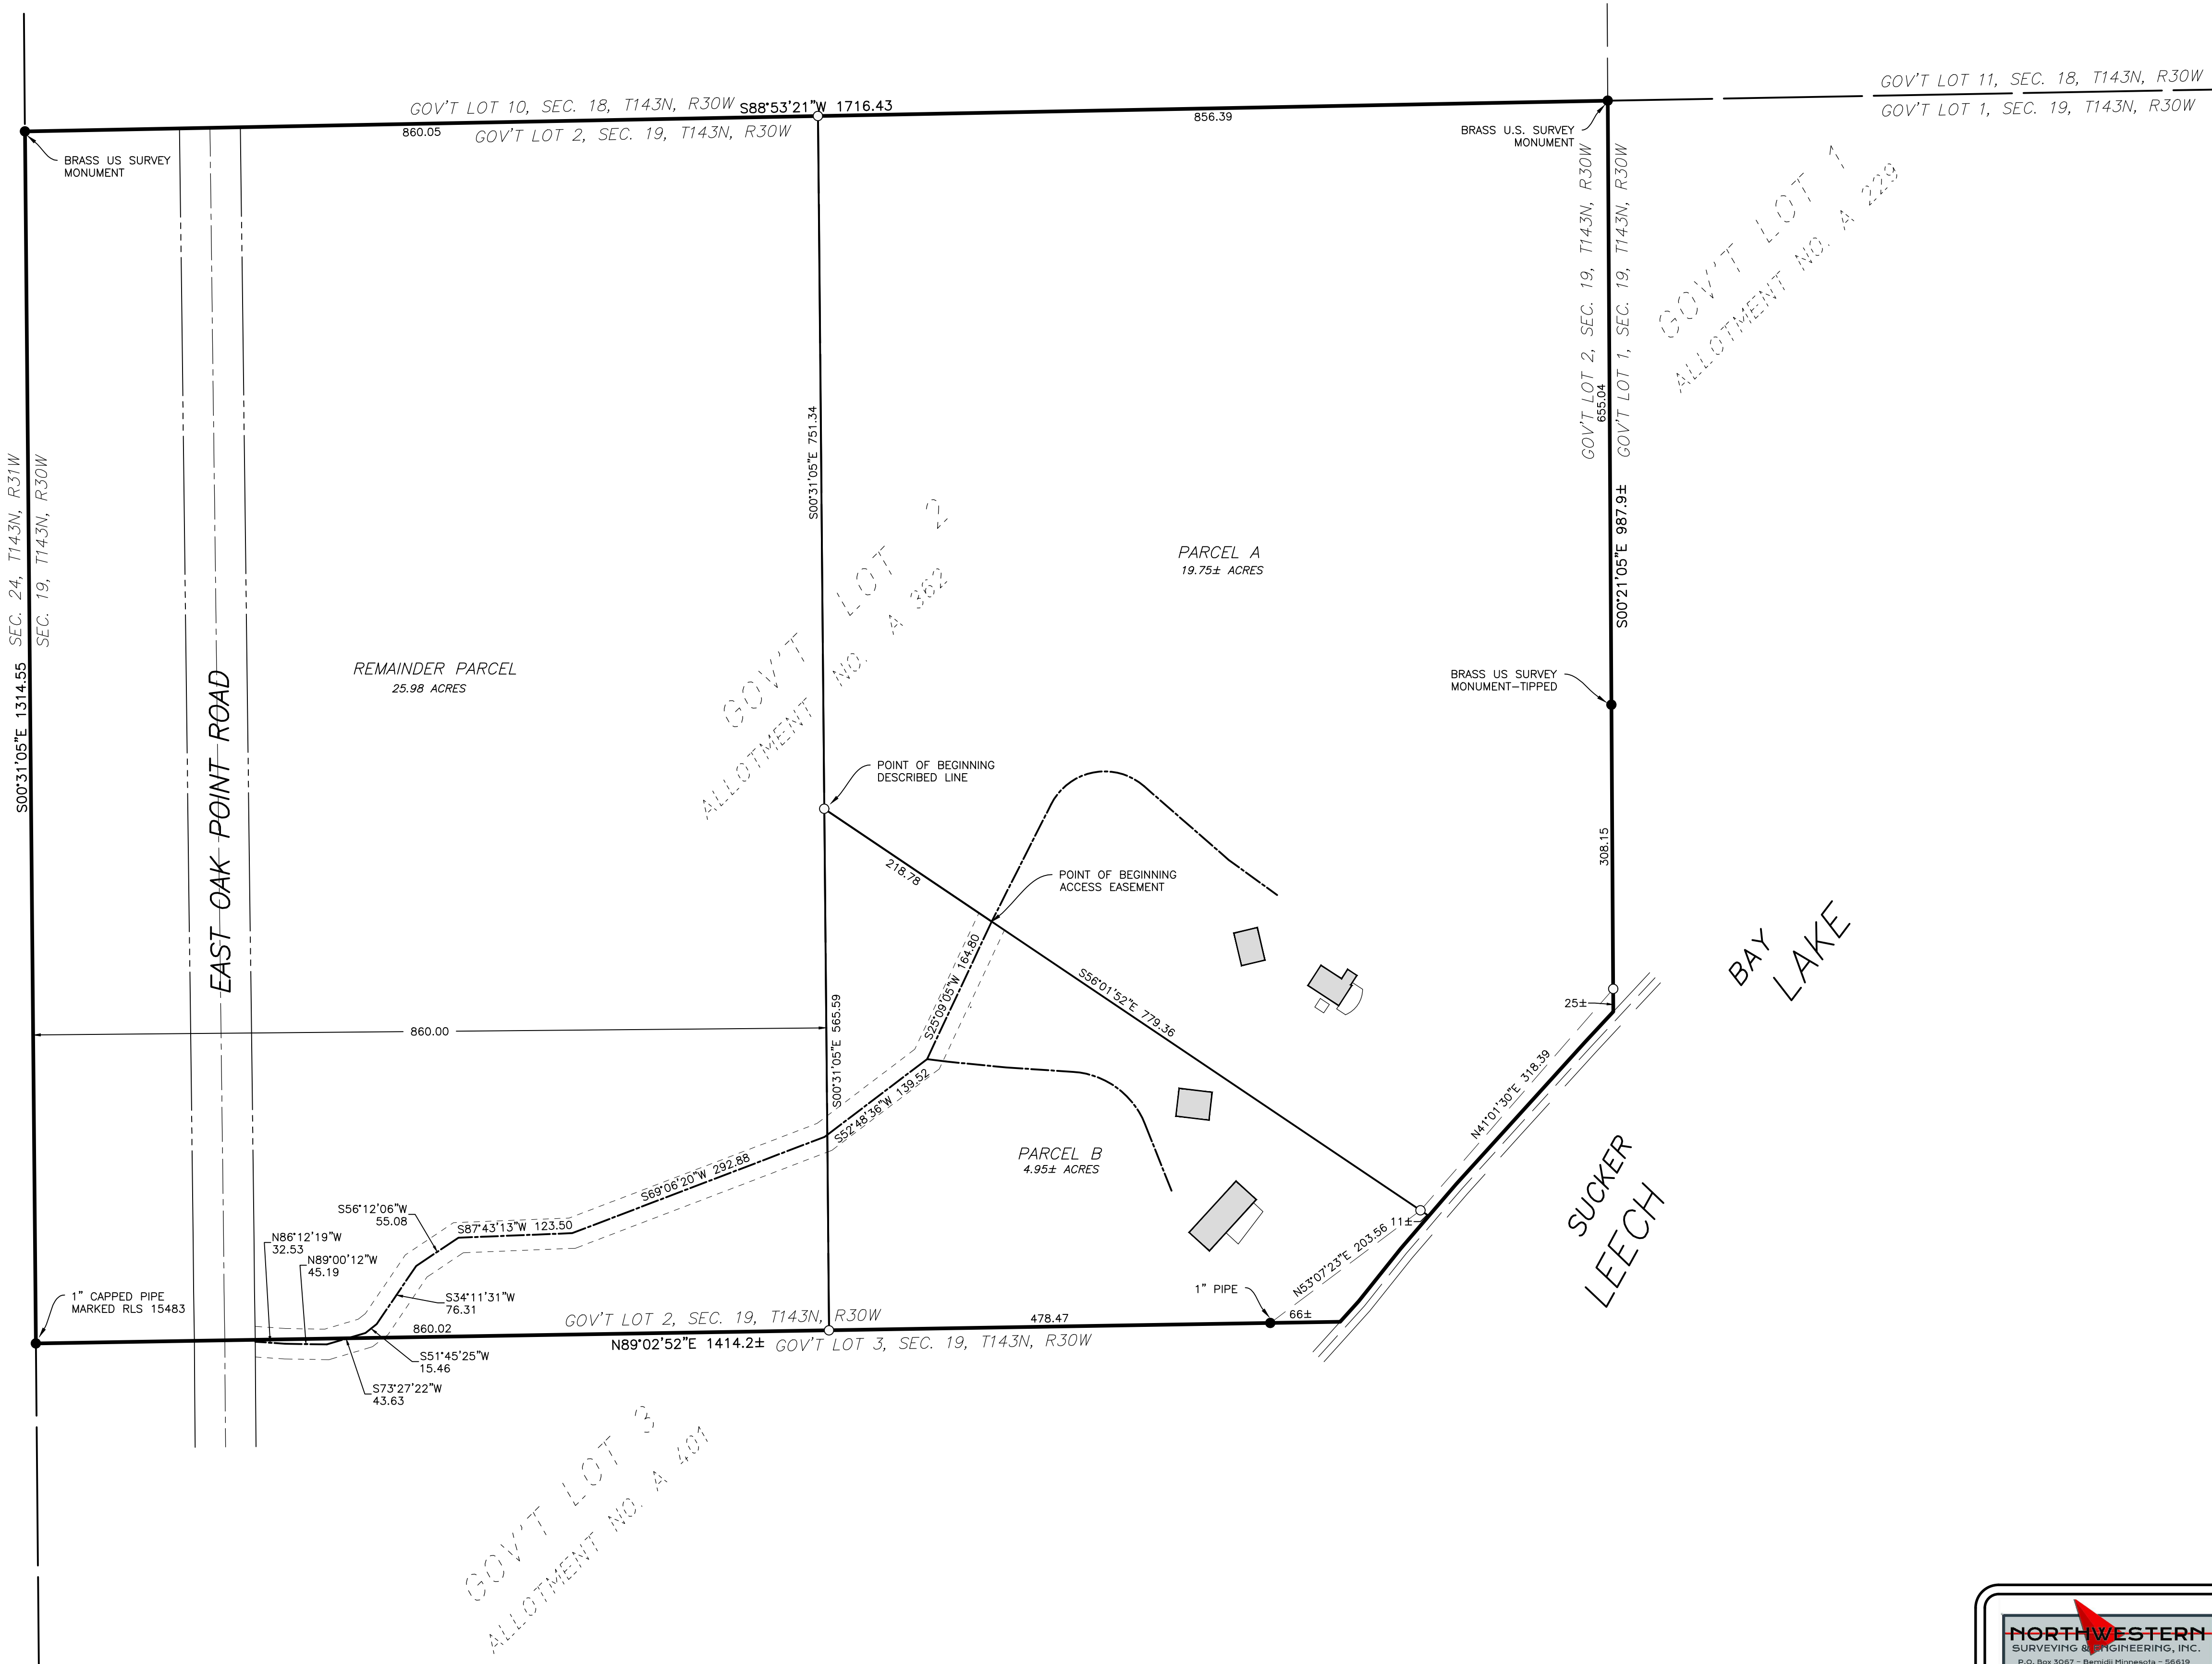 GOV'T LOT 11, SEC. 18, T143N, R30W
GOV'T LOT 1, SEC. 19, T143N, R30W
GOV'T LOT 10, SEC. 18, T143N, R30W
S88°53'21"W 1716.43
860.05
GOV'T LOT 2, SEC. 19, T143N, R30W
856.39
BRASS U.S. SURVEY
MONUMENT
BRASS US SURVEY
MONUMENT
GOV'T LOT 2, SEC. 19, T143N, R30W
655.04
GOV'T LOT 1, SEC. 19, T143N, R30W
S00°21'05"E 987.9±
GOV'T LOT 1
ALLOTMENT NO. A 229
S00°31'05"E 751.34
SEC. 24, T143N, R31W
SEC. 19, T143N, R30W
S00°31'05"E 1314.55
EAST OAK POINT ROAD
REMAINDER PARCEL
25.98 ACRES
GOV'T LOT 2
ALLOTMENT NO. A 362
PARCEL A
19.75± ACRES
BRASS US SURVEY
MONUMENT-TIPPED
POINT OF BEGINNING
DESCRIBED LINE
218.78
POINT OF BEGINNING
ACCESS EASEMENT
308.15
S25°09'05"W 164.80
S56°01'52"E 779.36
25±
BAY
LAKE
860.00
S00°31'05"E 565.59
S52°48'36"W 139.52
N41°01'30"E 318.39
PARCEL B
4.95± ACRES
S69°06'20"W 292.88
SUCKER
LEECH
S56°12'06"W
55.08
S87°43'13"W 123.50
11±
N53°07'23"E 203.56
N86°12'19"W
32.53
N89°00'12"W
45.19
1" CAPPED PIPE
MARKED RLS 15483
S34°11'31"W
76.31
1" PIPE
66±
GOV'T LOT 2, SEC. 19, T143N, R30W
860.02
478.47
N89°02'52"E 1414.2±
GOV'T LOT 3, SEC. 19, T143N, R30W
S51°45'25"W
15.46
S73°27'22"W
43.63
GOV'T LOT 3
ALLOTMENT NO. A 401
NORTHWESTERN
SURVEYING & ENGINEERING, INC.
P.O. Box 3067 - Bemidji Minnesota - 56619